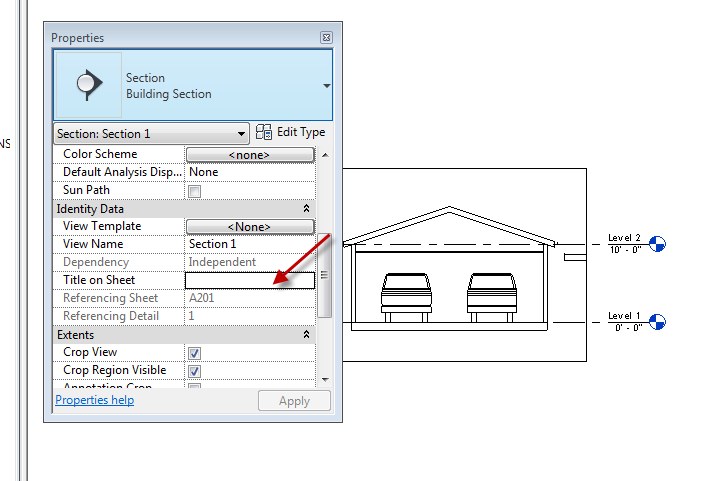 Properties
Section
Building Section
Section: Section 1 Edit Type
Color Scheme <none>
Default Analysis Disp... None
Sun Path
Identity Data
View Template <None>
View Name Section 1
Dependency Independent
Title on Sheet
Referencing Sheet A201
Referencing Detail 1
Extents
Crop View
Crop Region Visible
Annotation Crop
Properties help Apply
NS
Level 2
10' - 0"
Level 1
0' - 0"